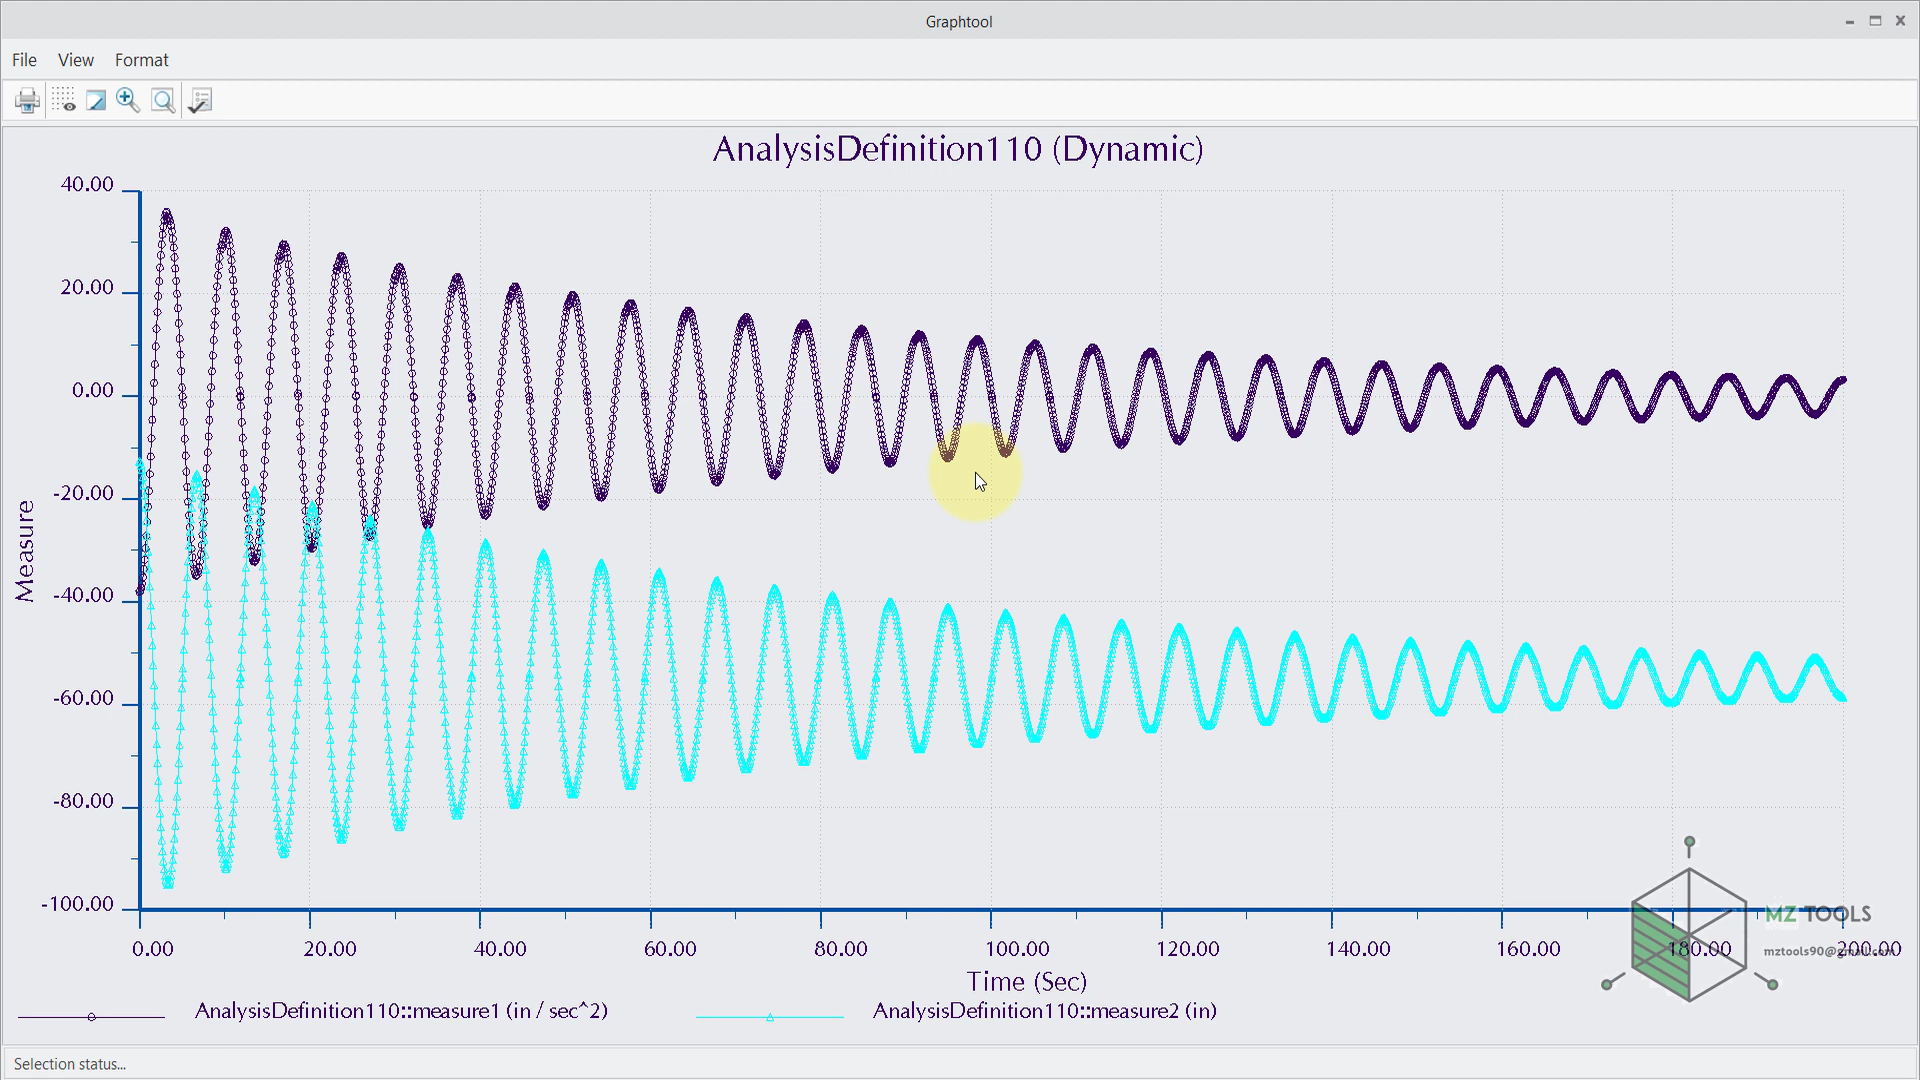 Graphtool
File View Format
AnalysisDefinition110 (Dynamic)
40.00
20.00
0.00
-20.00
-40.00
-60.00
-80.00
-100.00
Measure
0.00 20.00 40.00 60.00 80.00 100.00 120.00 140.00 160.00 180.00 200.00
Time (Sec)
AnalysisDefinition110::measure1 (in / sec^2) AnalysisDefinition110::measure2 (in)
MZ TOOLS
mztools90@gmail.com
Selection status...